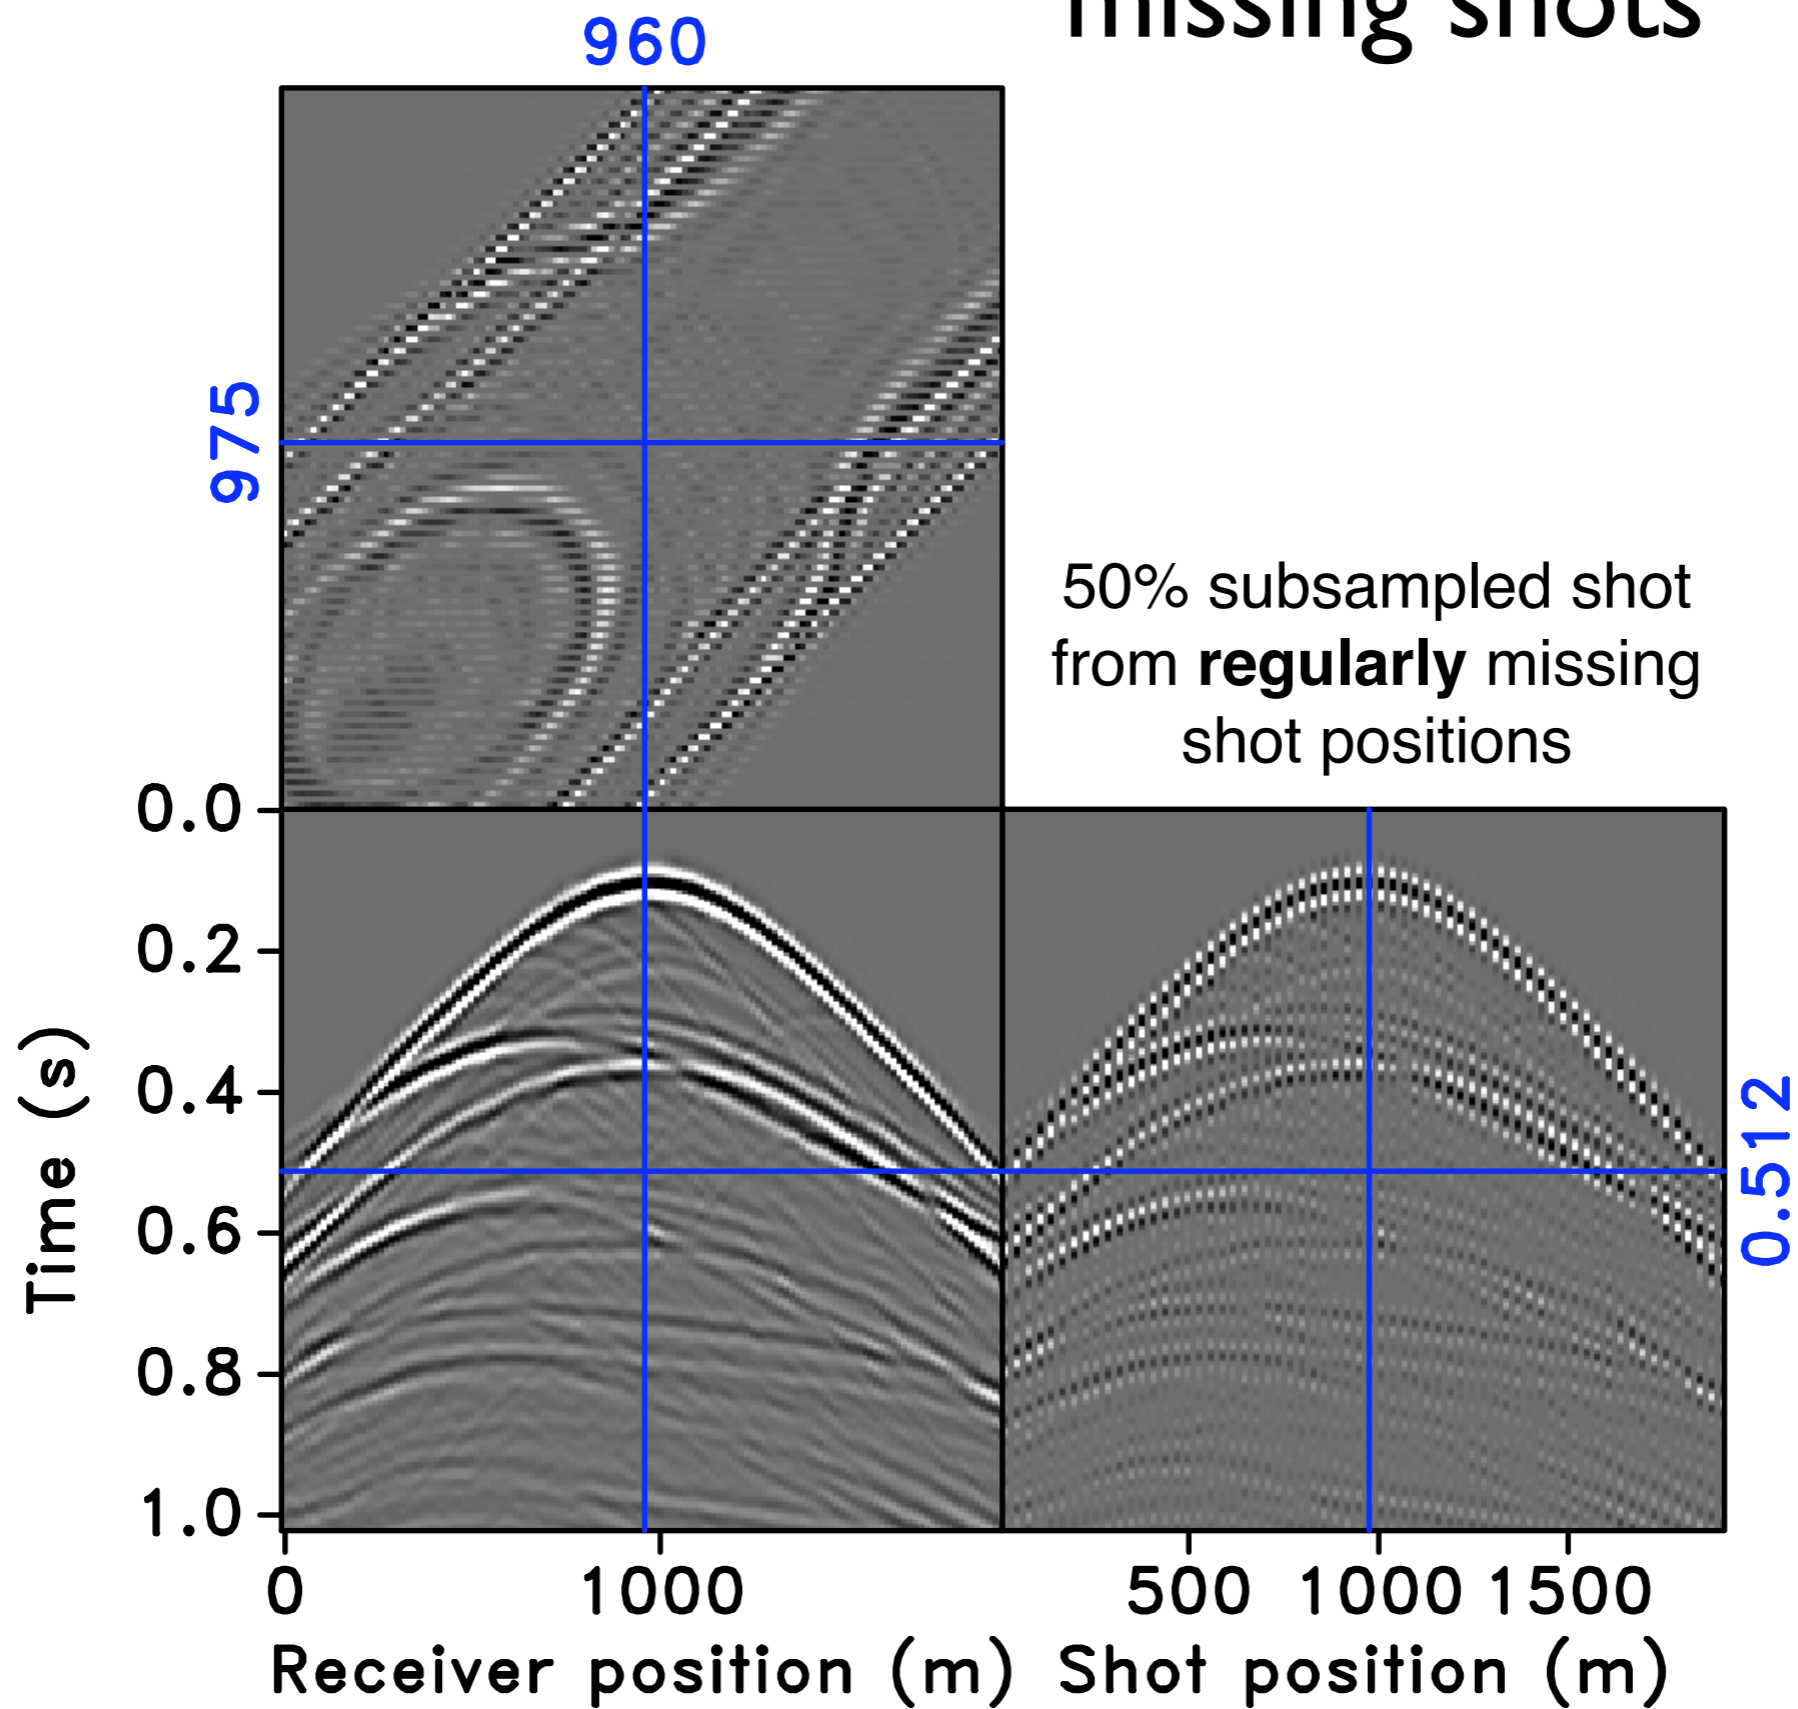 missing shots
960
975
50% subsampled shot
from regularly missing
shot positions
0.0
0.2
0.4
0.6
0.8
1.0
Time (s)
0.512
0 1000 500 1000 1500
Receiver position (m) Shot position (m)